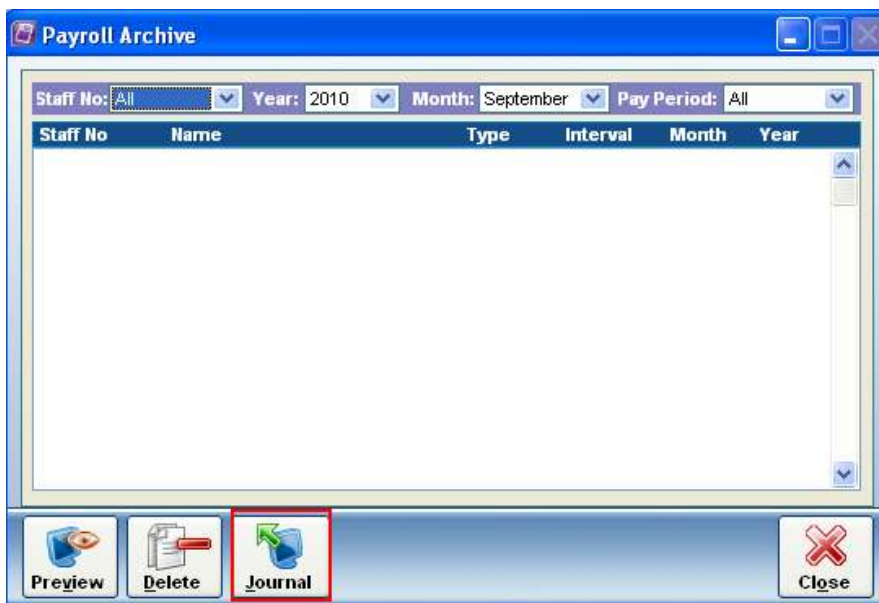 Payroll Archive
Staff No: All Year: 2010 Month: September Pay Period: All
Staff No Name Type Interval Month Year
Preview Delete Journal Close